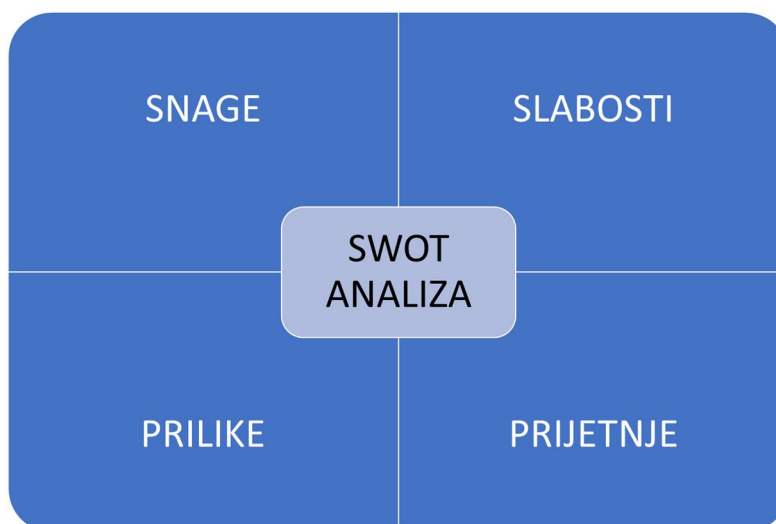 SNAGE
SLABOSTI
SWOT
ANALIZA
PRILIKE
PRIJETNJE